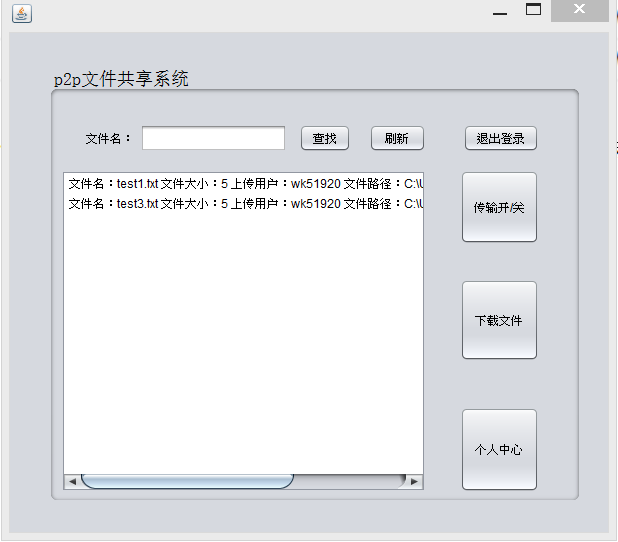 p2p文件共享系统
文件名： 查找 刷新 退出登录
文件名：test1.txt 文件大小：5 上传用户：wk51920 文件路径：C:\U
文件名：test3.txt 文件大小：5 上传用户：wk51920 文件路径：C:\U
传输开/关
下载文件
个人中心